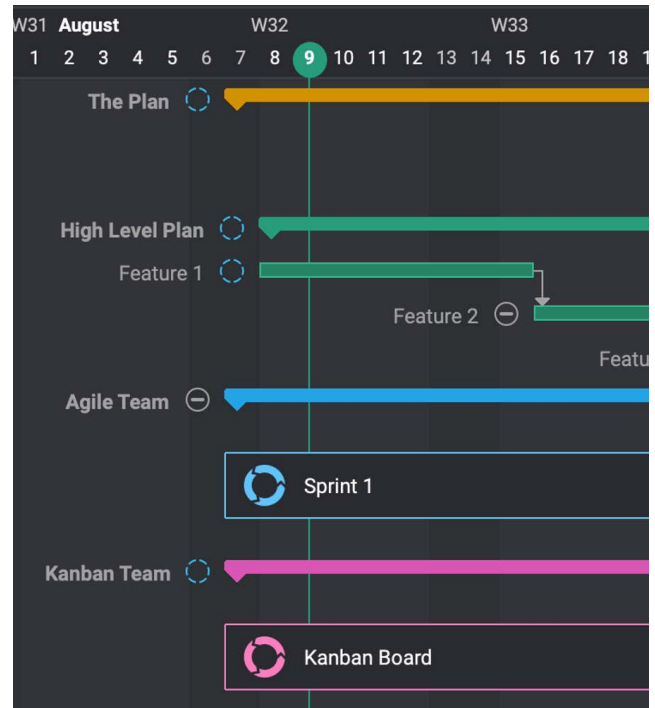 W31 August W32 W33
1 2 3 4 5 6 7 8 9 10 11 12 13 14 15 16 17 18
The Plan
High Level Plan
Feature 1
Feature 2
Featu
Agile Team
Sprint 1
Kanban Team
Kanban Board